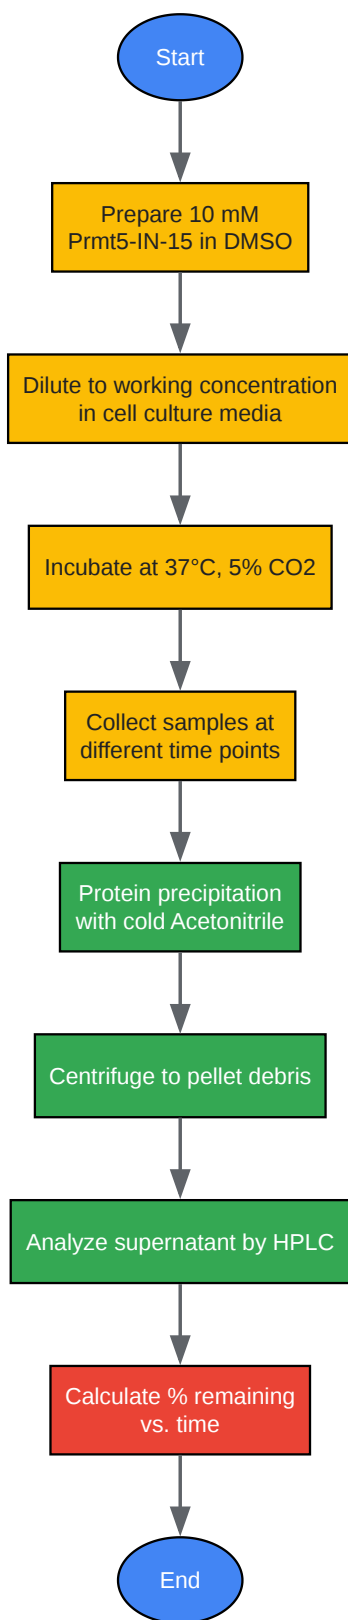 Start
Prepare 10 mM
Prmt5-IN-15 in DMSO
Dilute to working concentration
in cell culture media
Incubate at 37°C, 5% CO2
Collect samples at
different time points
Protein precipitation
with cold Acetonitrile
Centrifuge to pellet debris
Analyze supernatant by HPLC
Calculate % remaining
vs. time
End